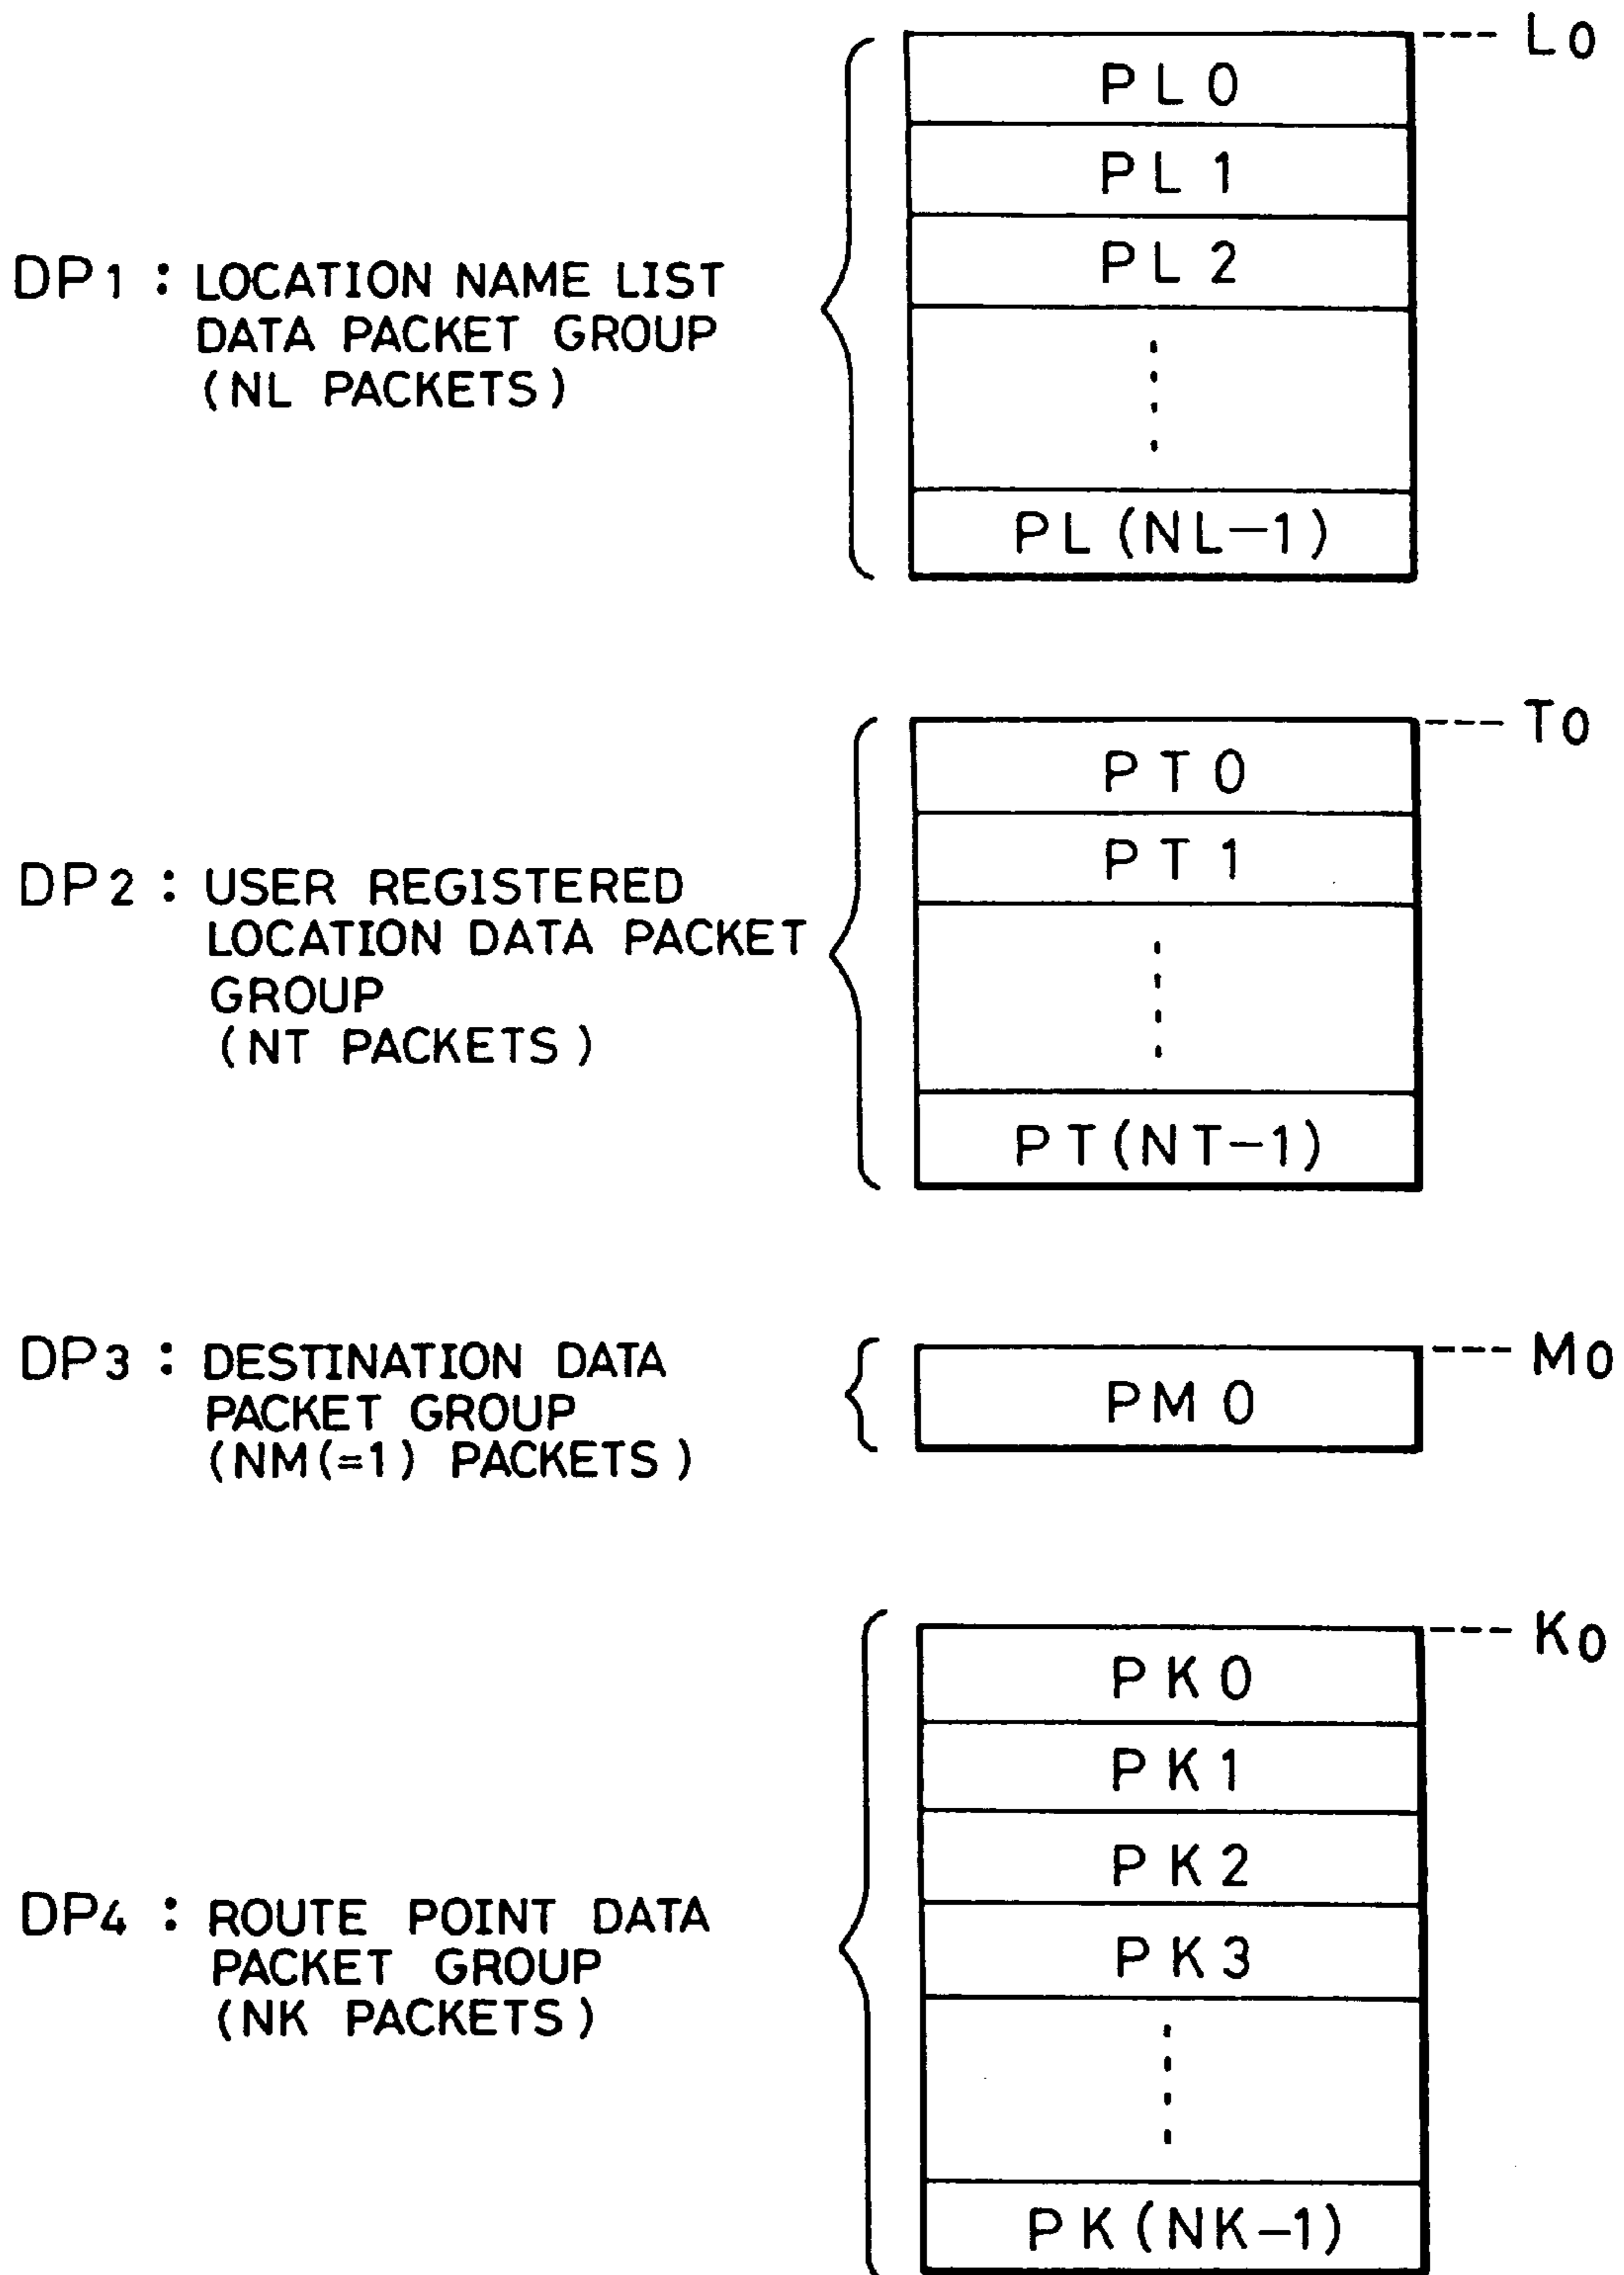 L0
PL0
PL1
PL2
DP1 : LOCATION NAME LIST
DATA PACKET GROUP
(NL PACKETS)
PL(NL-1)
T0
PT0
PT1
DP2 : USER REGISTERED
LOCATION DATA PACKET
GROUP
(NT PACKETS)
PT(NT-1)
M0
DP3 : DESTINATION DATA
PACKET GROUP
(NM(=1) PACKETS)
PM0
K0
PK0
PK1
PK2
PK3
DP4 : ROUTE POINT DATA
PACKET GROUP
(NK PACKETS)
PK(NK-1)